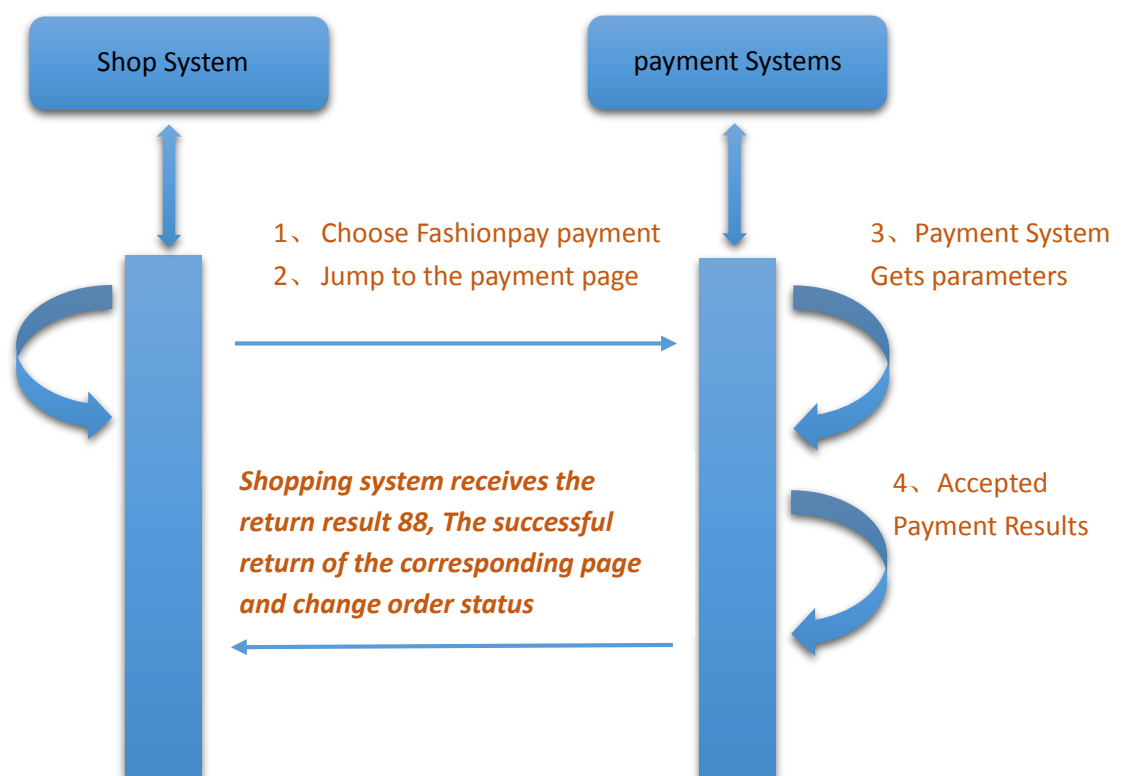 Shop System
payment Systems
1、 Choose Fashionpay payment
2、 Jump to the payment page
3、Payment System
Gets parameters
Shopping system receives the
return result 88, The successful
return of the corresponding page
and change order status
4、Accepted
Payment Results